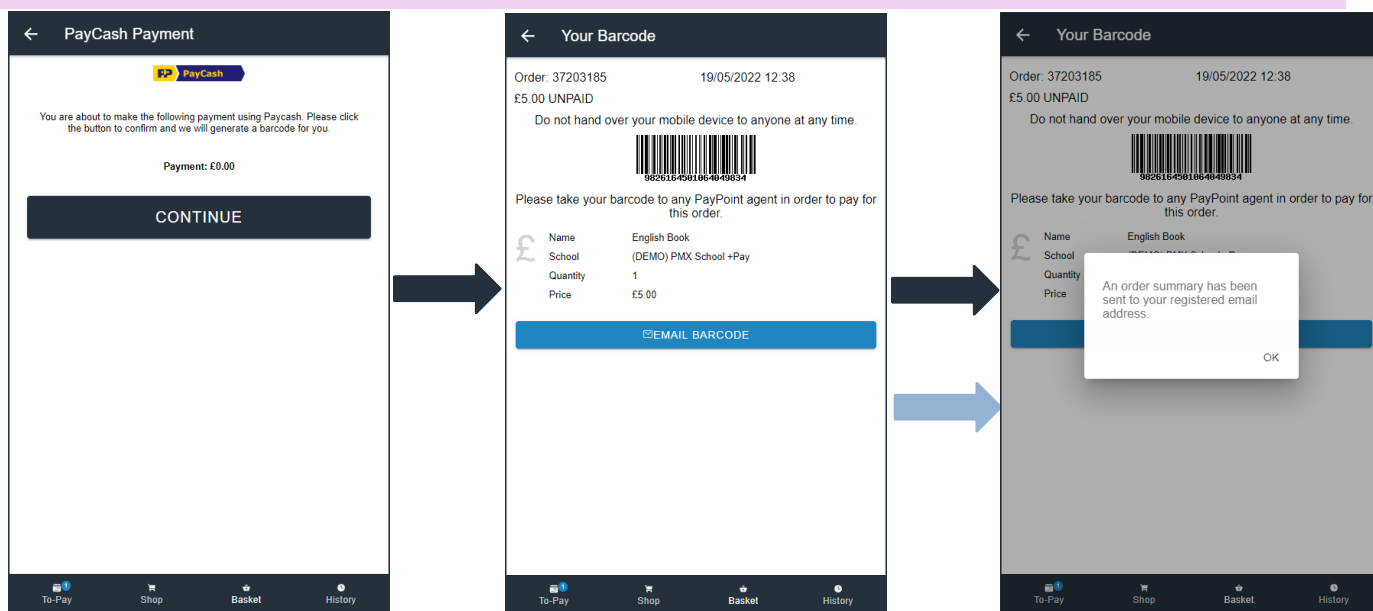 PayCash Payment
PayCash
You are about to make the following payment using Paycash. Please click
the button to confirm and we will generate a barcode for you.
Payment: £0.00
CONTINUE
To-Pay
1
Shop
Basket
History
Your Barcode
Order: 37203185 19/05/2022 12:38
£5.00 UNPAID
Do not hand over your mobile device to anyone at any time.
9826164501064049834
Please take your barcode to any PayPoint agent in order to pay for
this order.
£
Name English Book
School (DEMO) PMX School +Pay
Quantity 1
Price £5.00
EMAIL BARCODE
To-Pay
1
Shop
Basket
History
Your Barcode
Order: 37203185 19/05/2022 12:38
£5.00 UNPAID
Do not hand over your mobile device to anyone at any time.
9826164501064049834
Please take your barcode to any PayPoint agent in order to pay for
this order.
£
Name English Book
School (DEMO) PMX School +Pay
Quantity
Price
An order summary has been
sent to your registered email
address.
OK
To-Pay
1
Shop
Basket
History